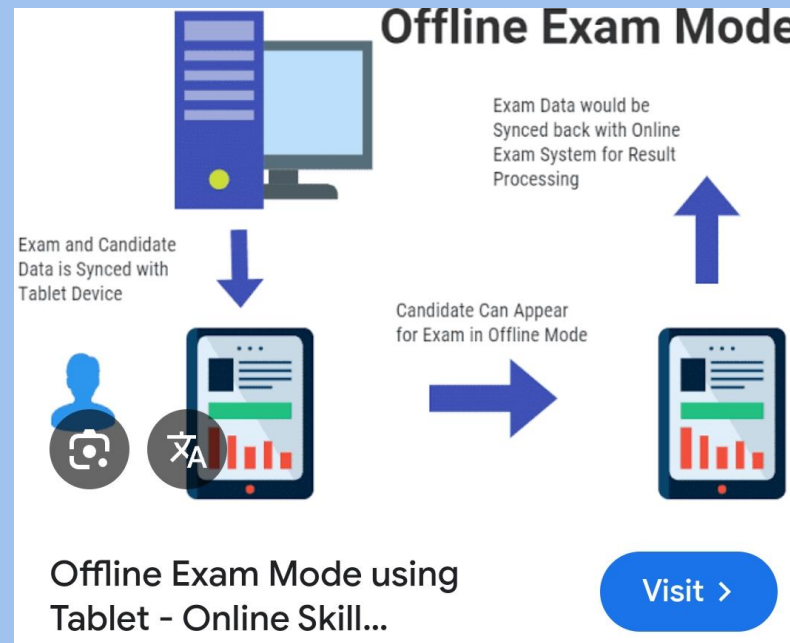 Offline Exam Mode
Exam Data would be
Synced back with Online
Exam System for Result
Processing
Exam and Candidate
Data is Synced with
Tablet Device
Candidate Can Appear
for Exam in Offline Mode
文A
Offline Exam Mode using
Tablet - Online Skill...
Visit >